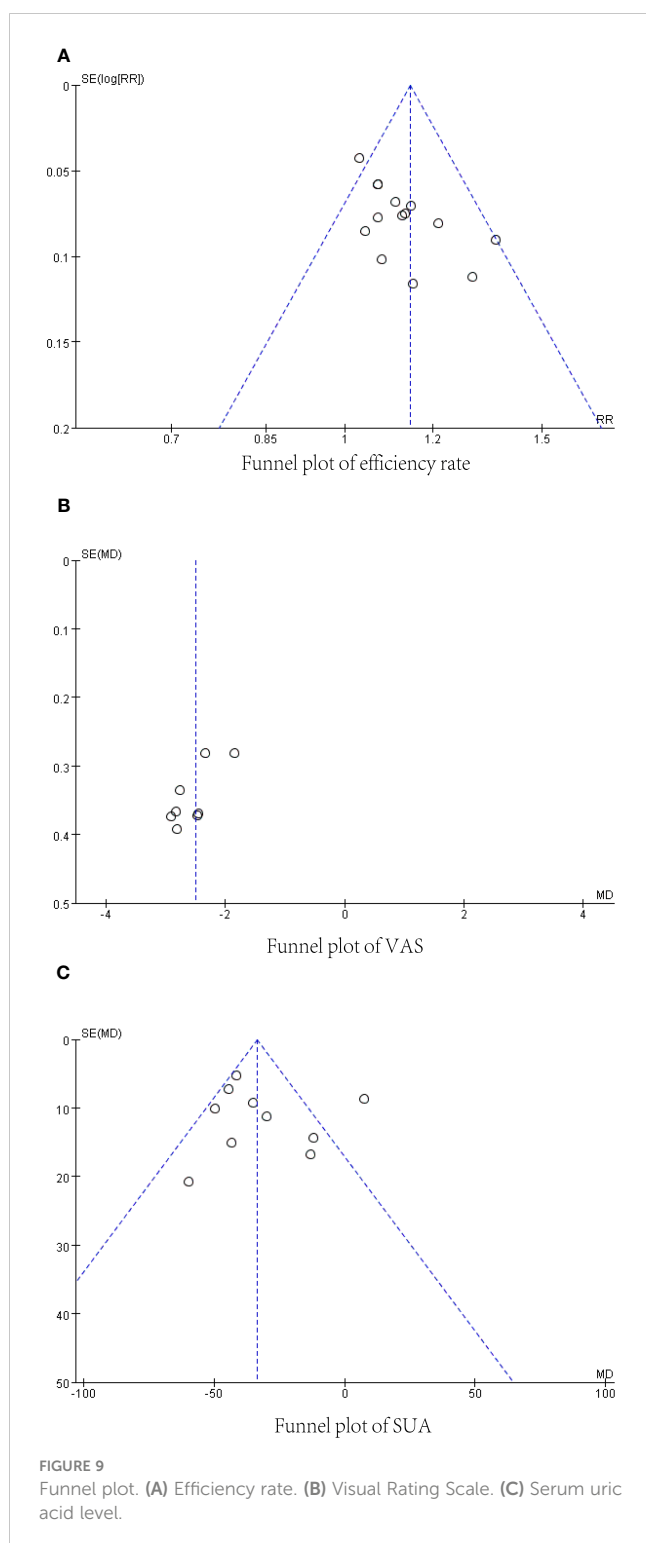 A
SE(log[RR])
0
0.05
0.1
0.15
0.2
RR
0.7 0.85 1 1.2 1.5
Funnel plot of efficiency rate
B
SE(MD)
0
0.1
0.2
0.3
0.4
0.5
MD
-4 -2 0 2 4
Funnel plot of VAS
C
SE(MD)
0
10
20
30
40
50
MD
-100 -50 0 50 100
Funnel plot of SUA
FIGURE 9
Funnel plot. (A) Efficiency rate. (B) Visual Rating Scale. (C) Serum uric
acid level.